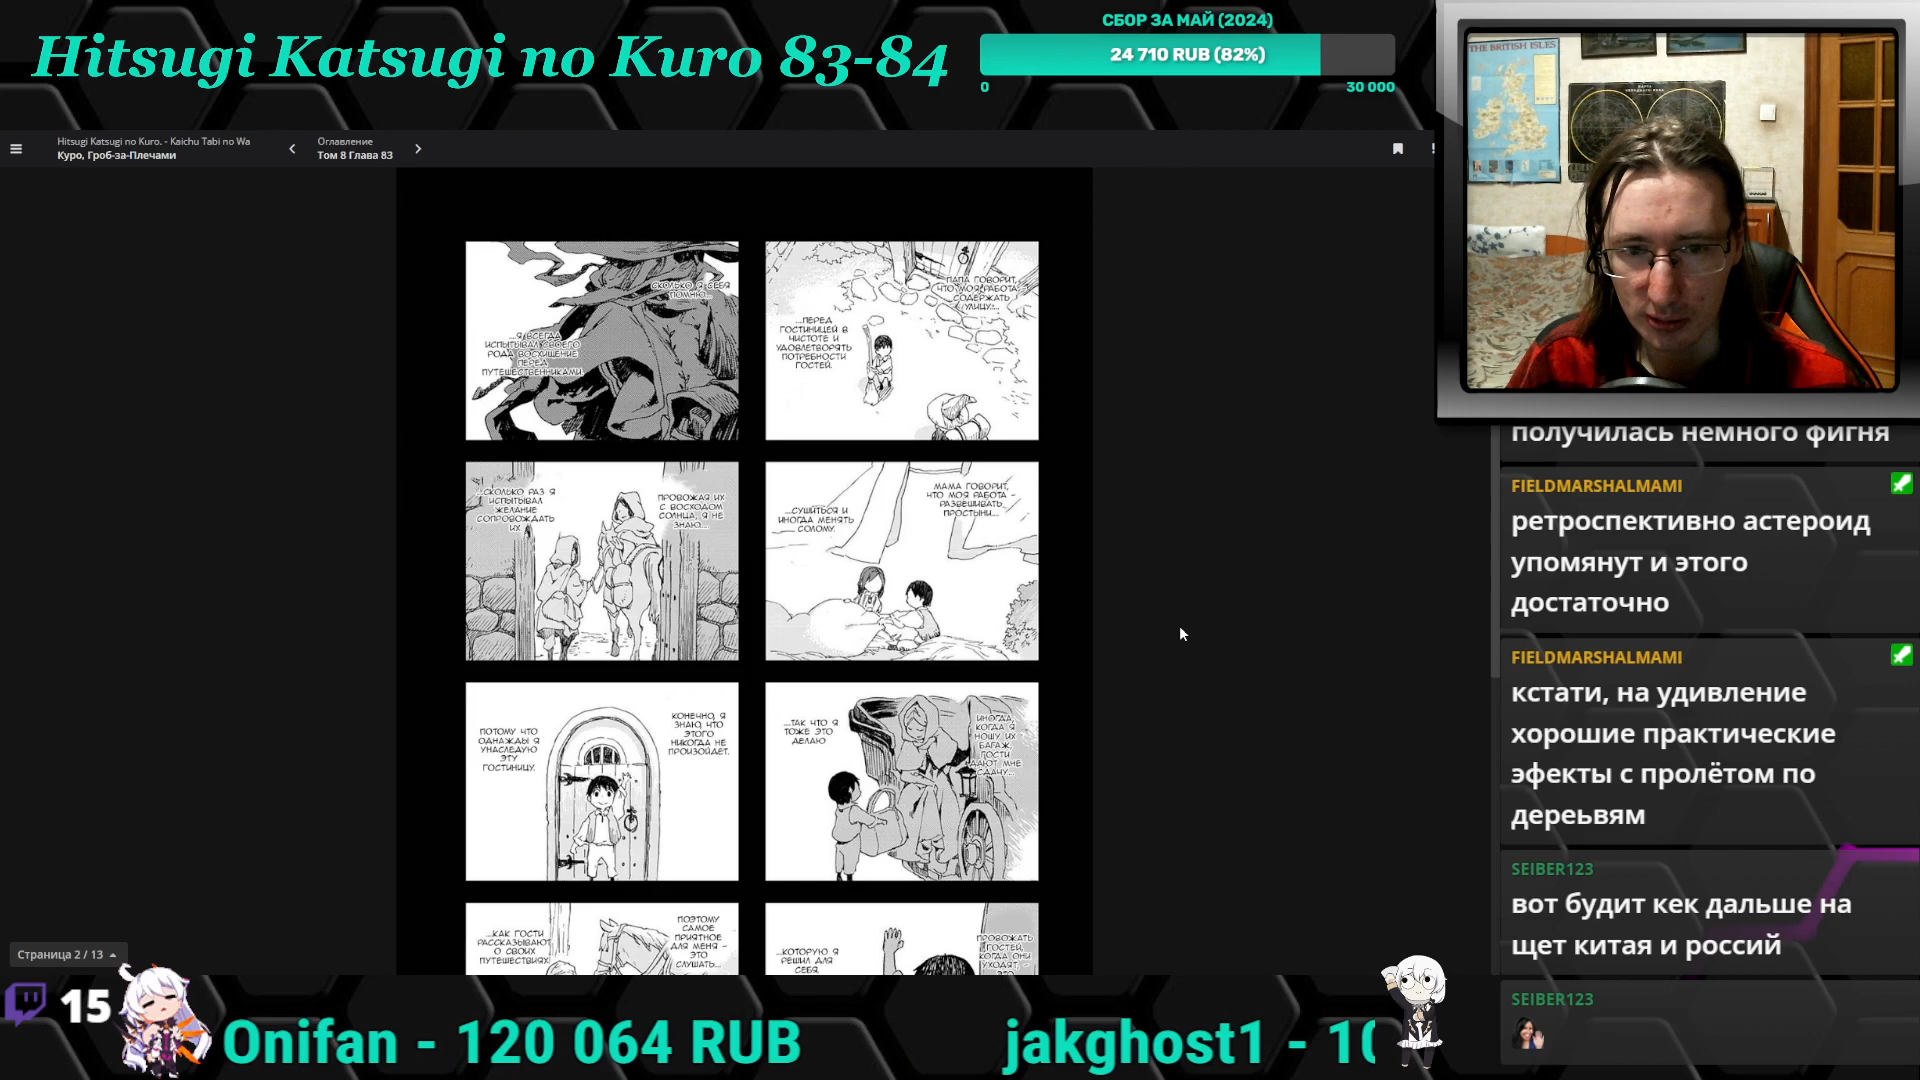 Hitsugi Katsugi no Kuro 83-84
СБОР ЗА МАЙ (2024)
24 710 RUB (82%)
0
30 000
THE BRITISH ISLES
Hitsugi Katsugi no Kuro. - Kaichu Tabi no Wa
Куро, Гроб-за-Плечами
Оглавление
Том 8 Глава 83
СКОЛЬКО Я СЕБЯ
ПОМНЮ...
...Я ВСЕГДА
ИСПЫТЫВАЛ СВОЕГО
РОДА ВОСХИЩЕНИЕ
ПЕРЕД
ПУТЕШЕСТВЕННИКАМИ.
ПАПА ГОВОРИТ,
ЧТО МОЯ РАБОТА -
СОДЕРЖАТЬ
УЛИЦУ...
...ПЕРЕД
ГОСТИНИЦЕЙ В
ЧИСТОТЕ И
УДОВЛЕТВОРЯТЬ
ПОТРЕБНОСТИ
ГОСТЕЙ.
...СКОЛЬКО РАЗ Я
ИСПЫТЫВАЛ
ЖЕЛАНИЕ
СОПРОВОЖДАТЬ
ИХ.
ПРОВОЖАЯ ИХ
С ВОСХОДОМ
СОЛНЦА, Я НЕ
ЗНАЮ...
МАМА ГОВОРИТ,
ЧТО МОЯ РАБОТА -
РАЗВЕШИВАТЬ
ПРОСТЫНИ...
...СУШИТЬСЯ И
ИНОГДА МЕНЯТЬ
СОЛОМУ.
КОНЕЧНО, Я
ЗНАЮ, ЧТО
ЭТОГО
НИКОГДА НЕ
ПРОИЗОЙДЕТ.
ПОТОМУ ЧТО
ОДНАЖДЫ Я
УНАСЛЕДУЮ
ЭТУ
ГОСТИНИЦУ.
...ТАК ЧТО Я
ТОЖЕ ЭТО
ДЕЛАЮ
ИНОГДА,
КОГДА Я
НОШУ ИХ
БАГАЖ,
ГОСТИ
ДАЮТ МНЕ
СДАЧУ...
...КАК ГОСТИ
РАССКАЗЫВАЮТ
О СВОИХ
ПУТЕШЕСТВИЯХ.
ПОЭТОМУ
САМОЕ
ПРИЯТНОЕ
ДЛЯ МЕНЯ -
ЭТО
СЛУШАТЬ...
...КОТОРУЮ Я
РЕШИЛ ДЛЯ
СЕБЯ.
ПРОВОЖАТЬ
ГОСТЕЙ,
КОГДА ОНИ
УХОДЯТ, -
ЭТО
Страница 2 / 13
получилась немного фигня
FIELDMARSHALMAMI
ретроспективно астероид
упомянут и этого
достаточно
FIELDMARSHALMAMI
кстати, на удивление
хорошие практические
эфекты с пролётом по
дереьвям
SEIBER123
вот будит кек дальше на
щет китая и россий
SEIBER123
15
Onifan - 120 064 RUB
jakghost1 - 10